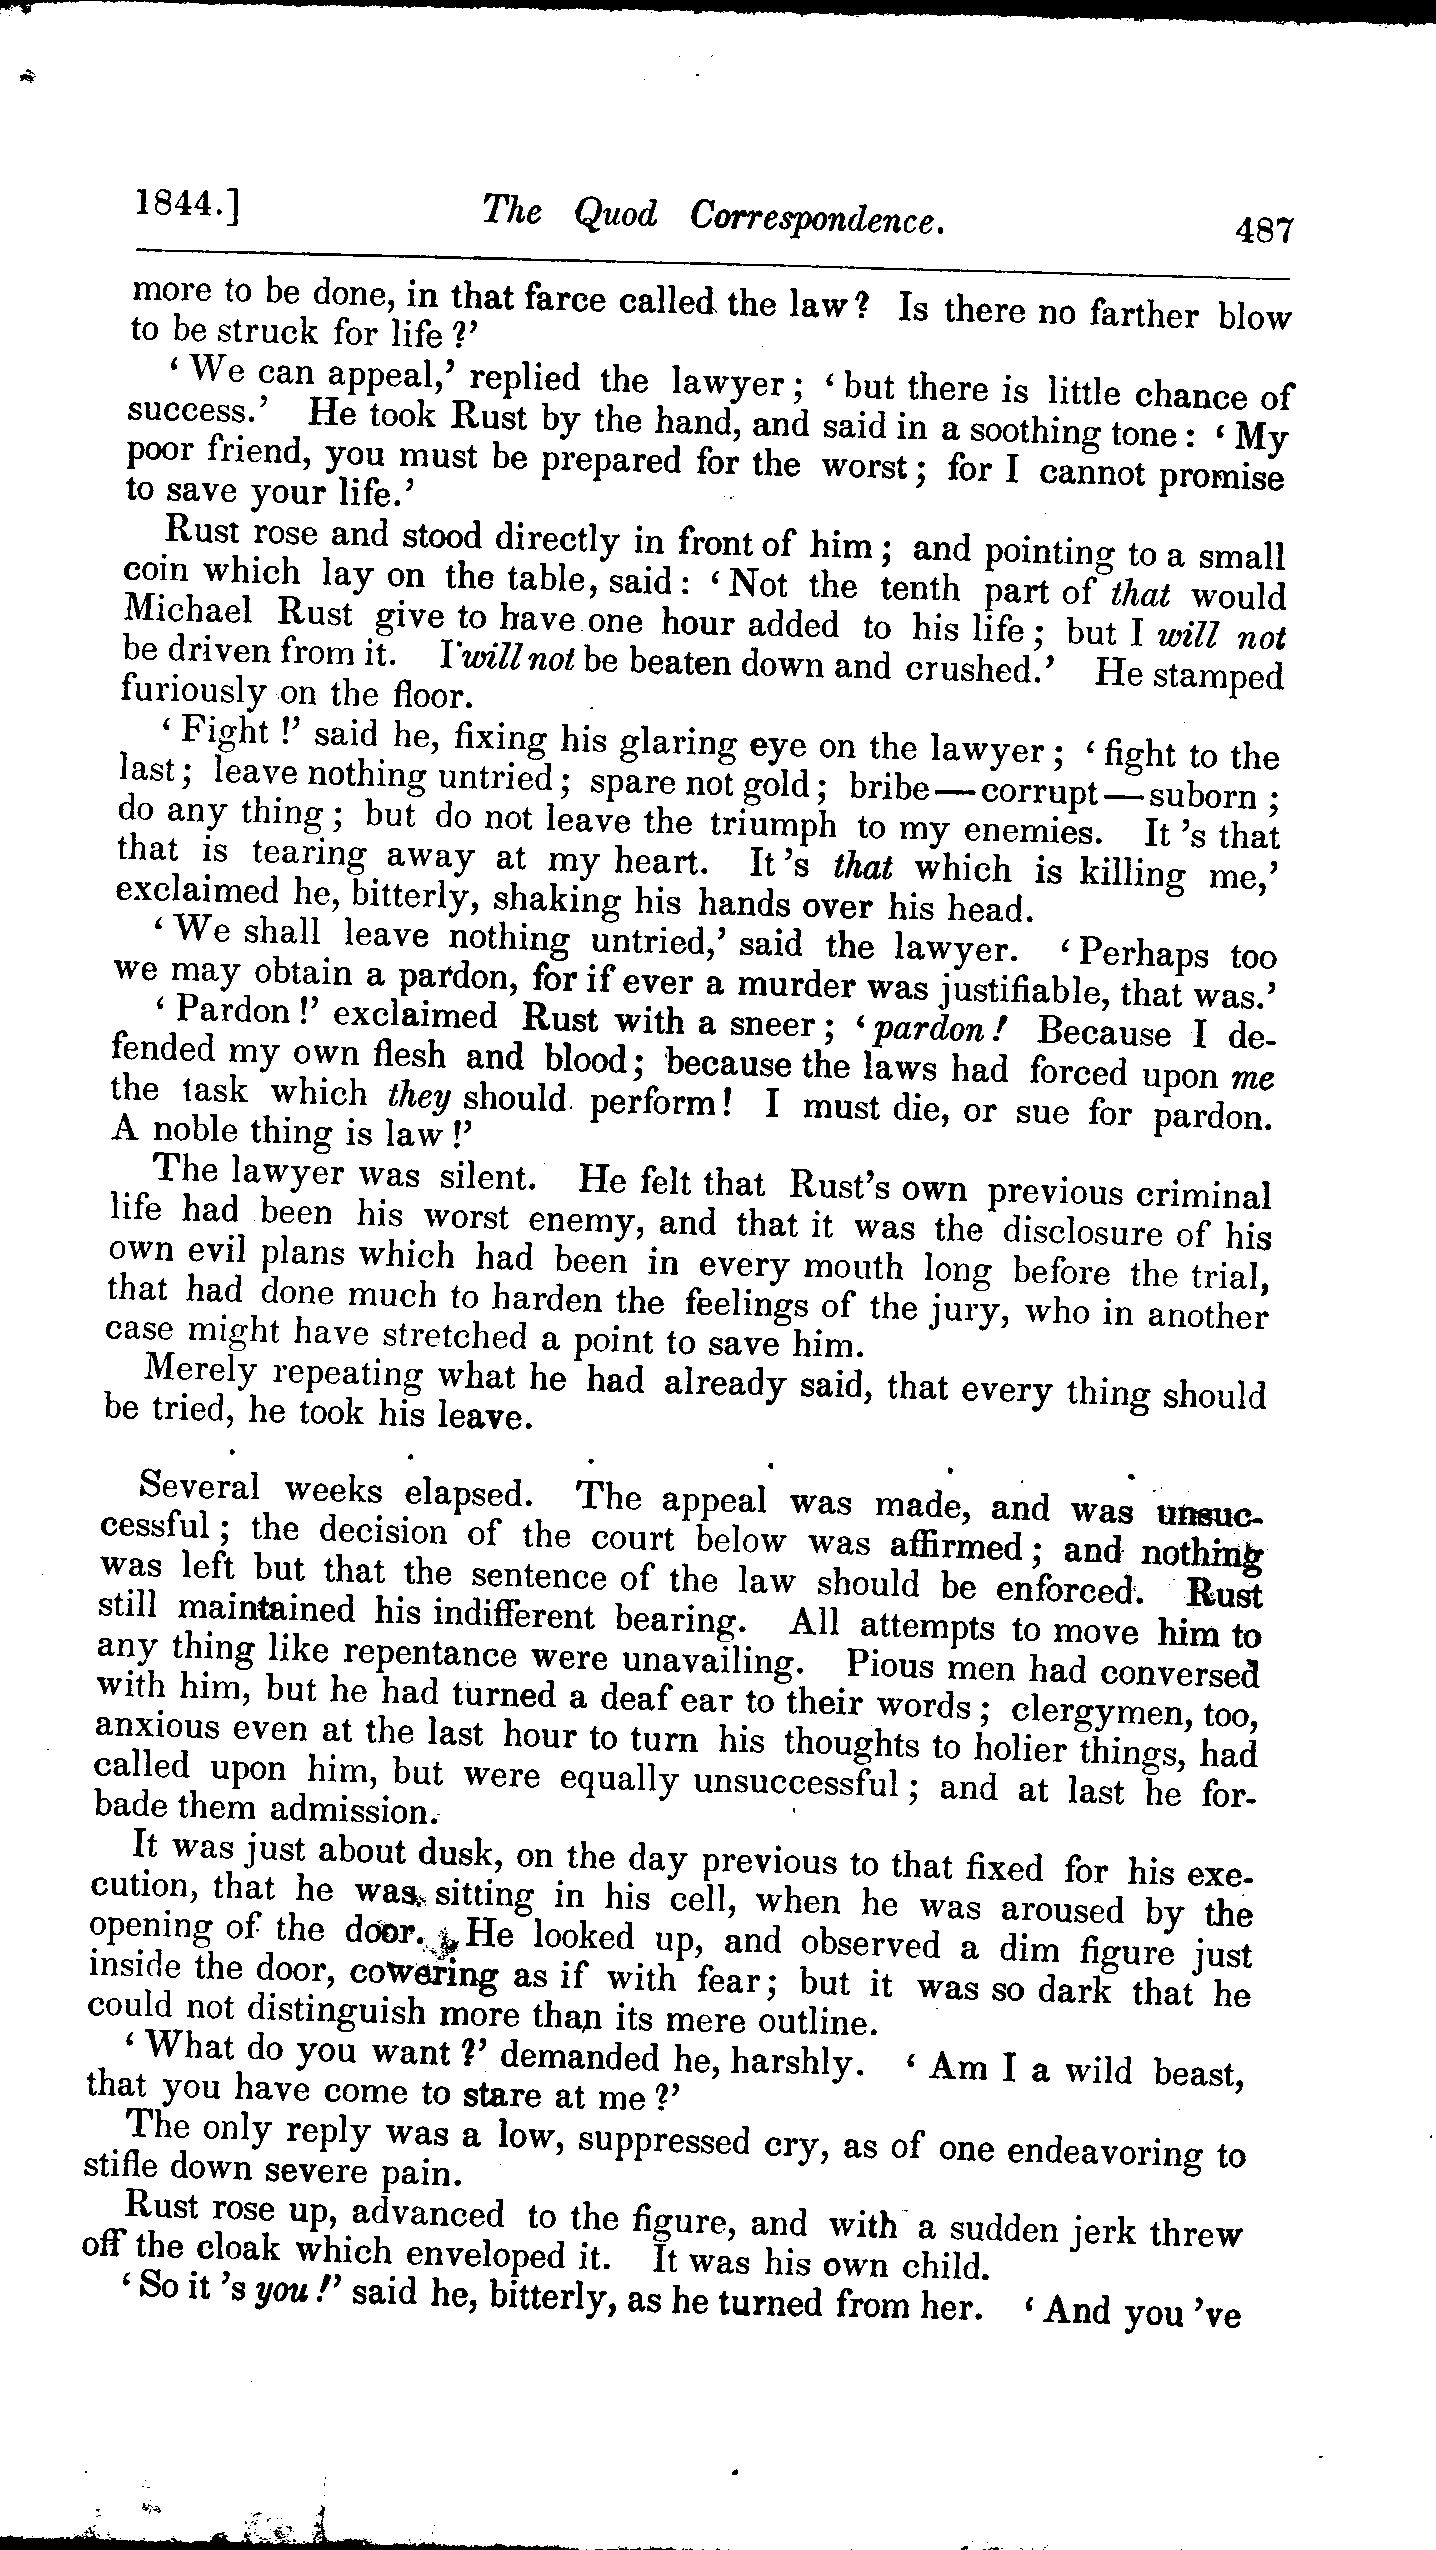 1844.] The Quod Correspondence. 487
more to be done, in that farce called the law? Is there no farther blow
to be struck for life?'
'We can appeal,' replied the lawyer; 'but there is little chance of
success.' He took Rust by the hand, and said in a soothing tone: 'My
poor friend, you must be prepared for the worst; for I cannot promise
to save your life.'
Rust rose and stood directly in front of him; and pointing to a small
coin which lay on the table, said: 'Not the tenth part of that would
Michael Rust give to have one hour added to his life; but I will not
be driven from it. I will not be beaten down and crushed.' He stamped
furiously on the floor.
'Fight!' said he, fixing his glaring eye on the lawyer; 'fight to the
last; leave nothing untried; spare not gold; bribe—corrupt—suborn;
do any thing; but do not leave the triumph to my enemies. It 's that
that is tearing away at my heart. It 's that which is killing me,'
exclaimed he, bitterly, shaking his hands over his head.
'We shall leave nothing untried,' said the lawyer. 'Perhaps too
we may obtain a pardon, for if ever a murder was justifiable, that was.'
'Pardon!' exclaimed Rust with a sneer; 'pardon! Because I de-
fended my own flesh and blood; because the laws had forced upon me
the task which they should perform! I must die, or sue for pardon.
A noble thing is law!'
The lawyer was silent. He felt that Rust's own previous criminal
life had been his worst enemy, and that it was the disclosure of his
own evil plans which had been in every mouth long before the trial,
that had done much to harden the feelings of the jury, who in another
case might have stretched a point to save him.
Merely repeating what he had already said, that every thing should
be tried, he took his leave.
. . . . . .
Several weeks elapsed. The appeal was made, and was unsuc-
cessful; the decision of the court below was affirmed; and nothing
was left but that the sentence of the law should be enforced. Rust
still maintained his indifferent bearing. All attempts to move him to
any thing like repentance were unavailing. Pious men had conversed
with him, but he had turned a deaf ear to their words; clergymen, too,
anxious even at the last hour to turn his thoughts to holier things, had
called upon him, but were equally unsuccessful; and at last he for-
bade them admission.
It was just about dusk, on the day previous to that fixed for his exe-
cution, that he was sitting in his cell, when he was aroused by the
opening of the door. He looked up, and observed a dim figure just
inside the door, cowering as if with fear; but it was so dark that he
could not distinguish more than its mere outline.
'What do you want?' demanded he, harshly. 'Am I a wild beast,
that you have come to stare at me?'
The only reply was a low, suppressed cry, as of one endeavoring to
stifle down severe pain.
Rust rose up, advanced to the figure, and with a sudden jerk threw
off the cloak which enveloped it. It was his own child.
'So it 's you!' said he, bitterly, as he turned from her. 'And you 've